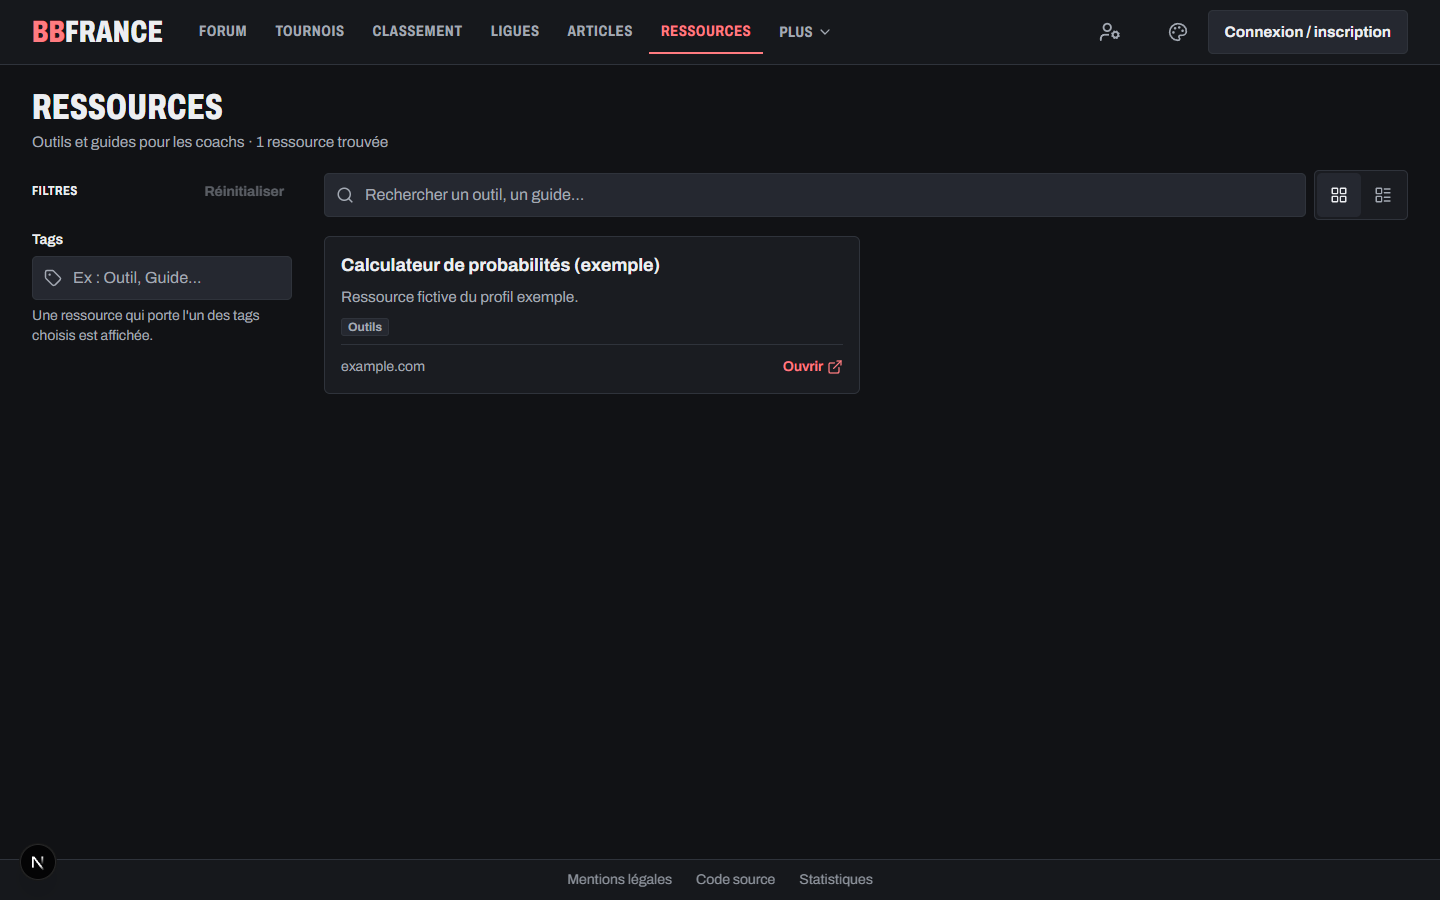 BBFRANCE
FORUM
TOURNOIS
CLASSEMENT
LIGUES
ARTICLES
RESSOURCES
PLUS
Connexion / inscription
RESSOURCES
Outils et guides pour les coachs · 1 ressource trouvée
FILTRES
Réinitialiser
Rechercher un outil, un guide...
Tags
Ex : Outil, Guide...
Une ressource qui porte l'un des tags
choisis est affichée.
Calculateur de probabilités (exemple)
Ressource fictive du profil exemple.
Outils
example.com
Ouvrir
N
Mentions légales
Code source
Statistiques